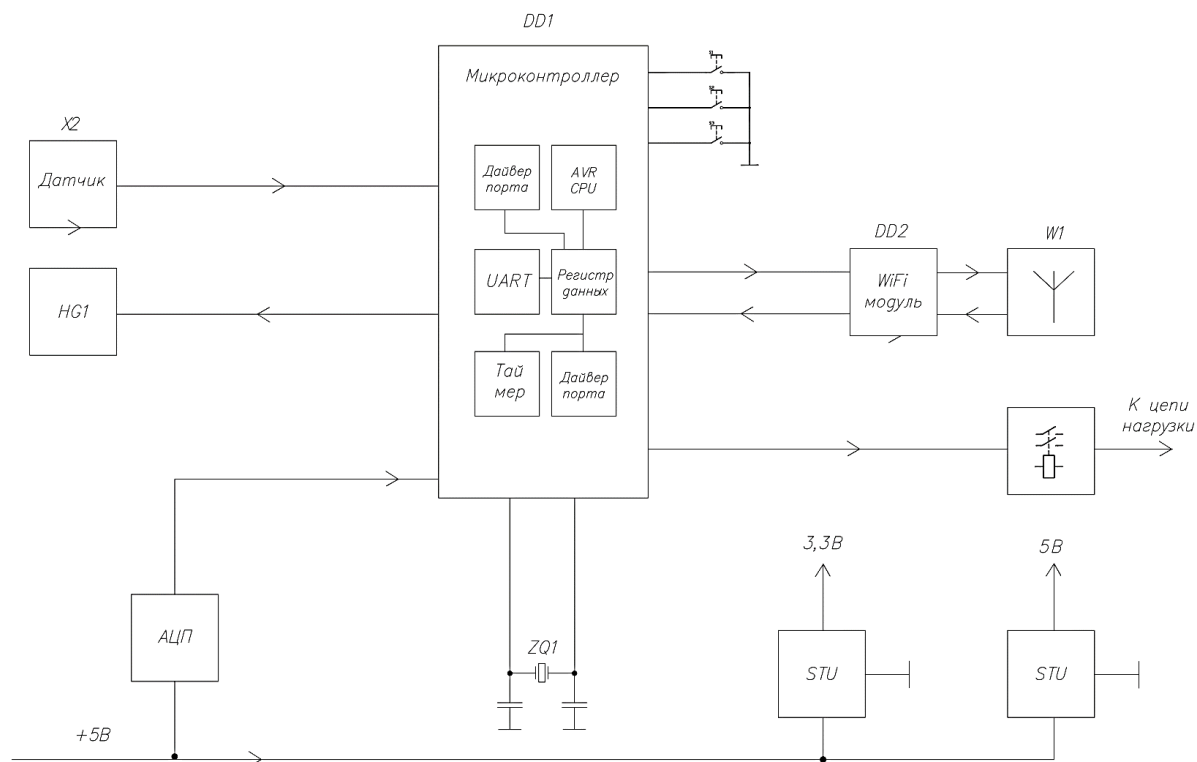 DD1
Микроконтроллер
X2
Датчик
Дайвер
порта
AVR
CPU
DD2
W1
HG1
UART
Регистр
данных
WiFi
модуль
Тай
мер
Дайвер
порта
К цепи
нагрузки
3,3В
5В
АЦП
ZQ1
STU
STU
+5В